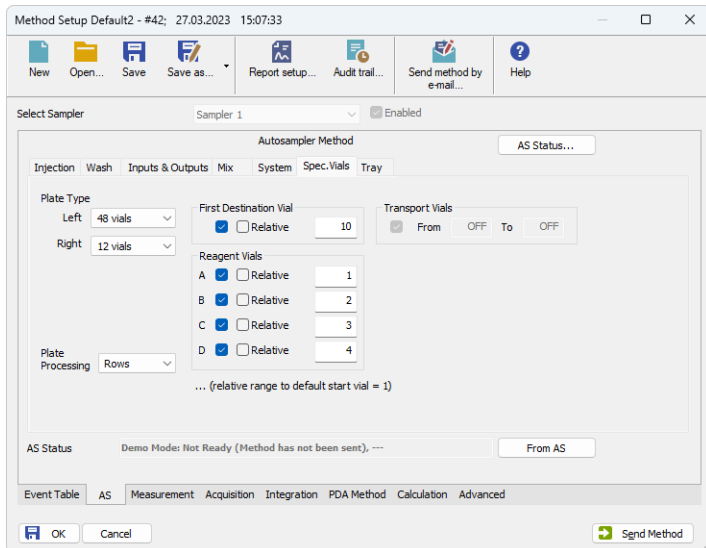 Method Setup Default2 - #42; 27.03.2023 15:07:33
New Open... Save Save as... Report setup... Audit trail... Send method by e-mail... Help
Select Sampler Sampler 1 Enabled
Autosampler Method AS Status...
Injection Wash Inputs & Outputs Mix System Spec.Vials Tray
Plate Type
Left 48 vials
Right 12 vials
First Destination Vial
Relative 10
Transport Vials
From OFF To OFF
Reagent Vials
A Relative 1
B Relative 2
C Relative 3
D Relative 4
Plate Processing Rows
... (relative range to default start vial = 1)
AS Status Demo Mode: Not Ready (Method has not been sent), --- From AS
Event Table AS Measurement Acquisition Integration PDA Method Calculation Advanced
OK Cancel Send Method